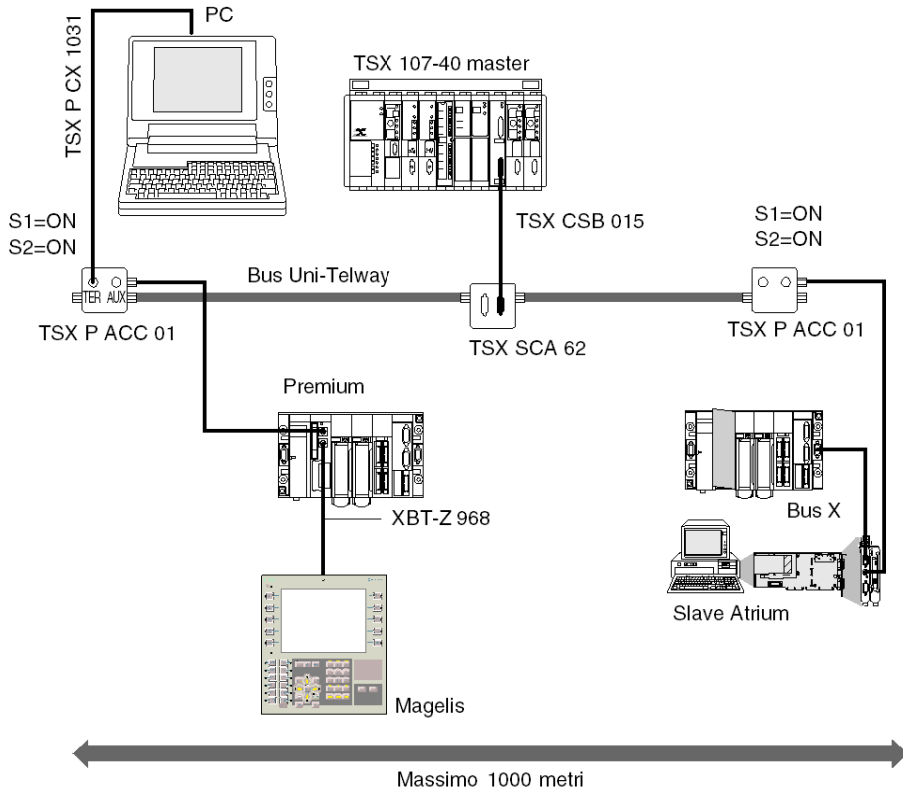 PC
TSX P CX 1031
TSX 107-40 master
TSX CSB 015
S1=ON
S2=ON
S1=ON
S2=ON
Bus Uni-Telway
TER AUX
TSX P ACC 01
TSX SCA 62
TSX P ACC 01
Premium
XBT-Z 968
Bus X
Slave Atrium
Magelis
Massimo 1000 metri